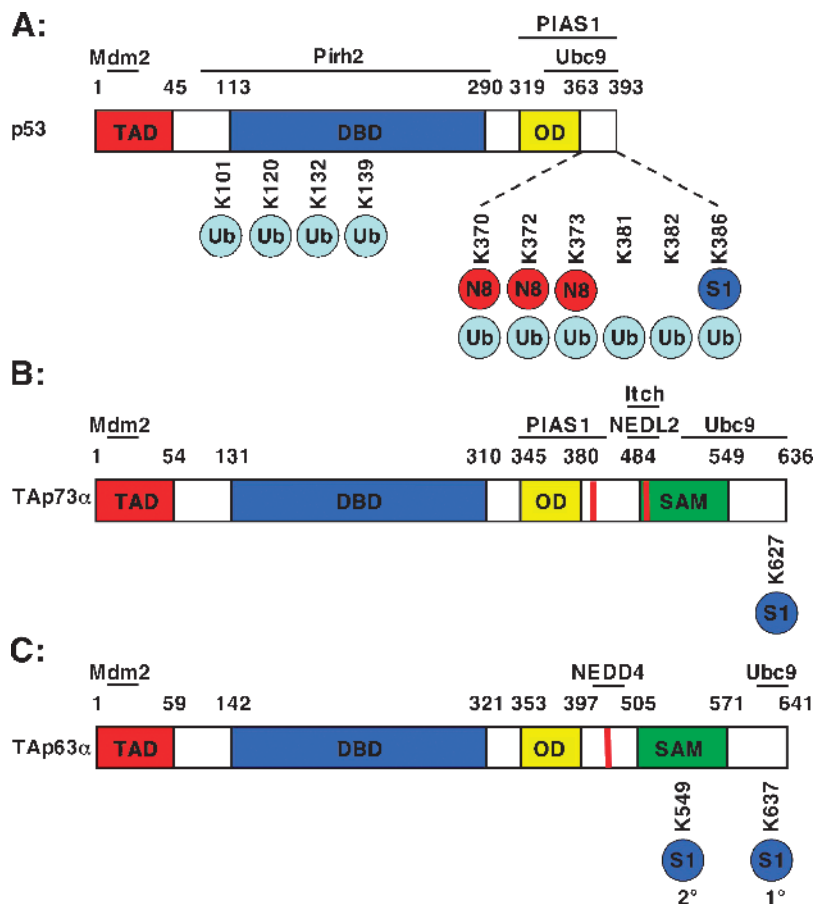 A:
PIAS1
Mdm2 Pirh2 Ubc9
1 45 113 290 319 363 393
p53 TAD DBD OD
K101 K120 K132 K139
Ub Ub Ub Ub
K370 K372 K373 K381 K382 K386
N8 N8 N8 S1
Ub Ub Ub Ub Ub Ub
B:
Itch
Mdm2 PIAS1 NEDL2 Ubc9
1 54 131 310 345 380 484 549 636
TAp73α TAD DBD OD SAM
K627
S1
C:
Mdm2 NEDD4 Ubc9
1 59 142 321 353 397 505 571 641
TAp63α TAD DBD OD SAM
K549 K637
S1 S1
2° 1°